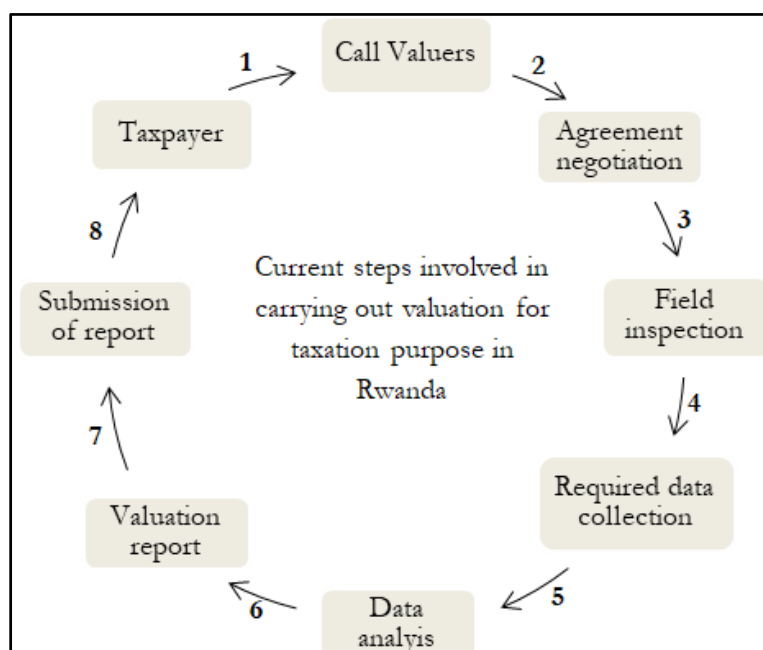 1
Call Valuers
2
Taxpayer
Agreement
negotiation
8
3
Current steps involved in
carrying out valuation for
taxation purpose in
Rwanda
Submission
of report
Field
inspection
4
7
Required data
collection
Valuation
report
6
5
Data
analyis